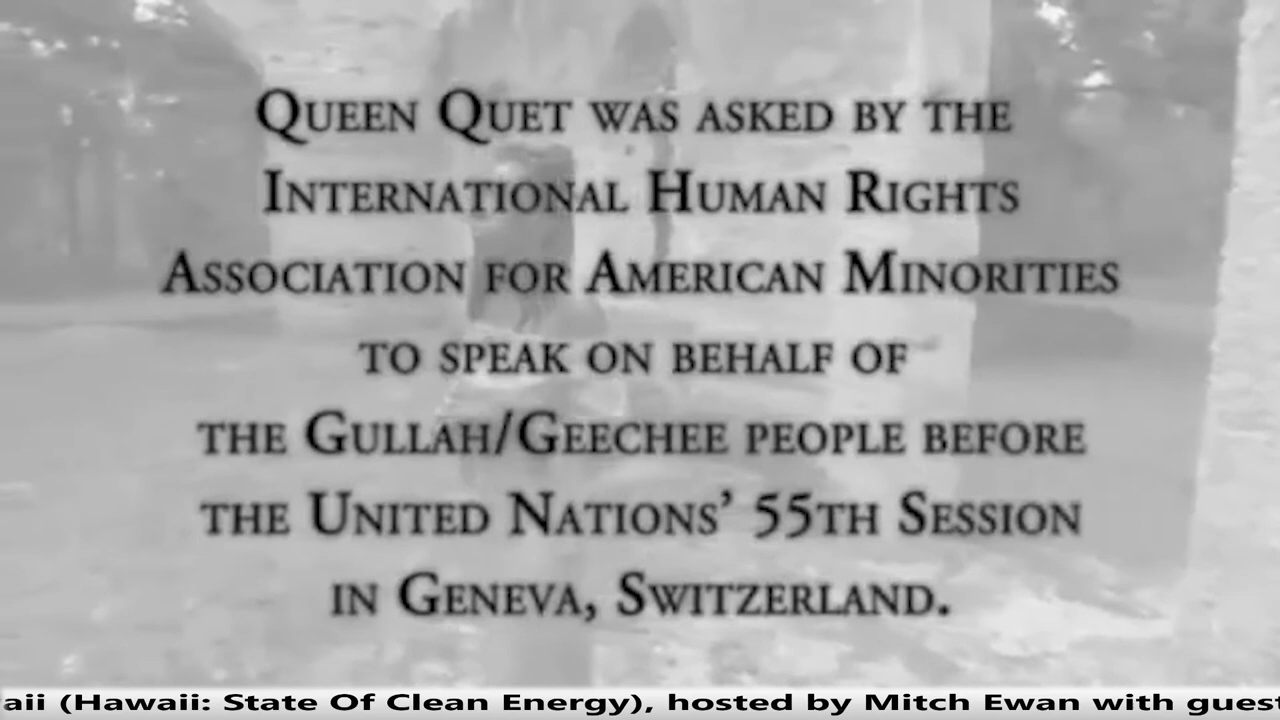 Queen Quet was asked by the
International Human Rights
Association for American Minorities
to speak on behalf of
the Gullah/Geechee people before
the United Nations' 55th Session
in Geneva, Switzerland.
aii (Hawaii: State Of Clean Energy), hosted by Mitch Ewan with guest